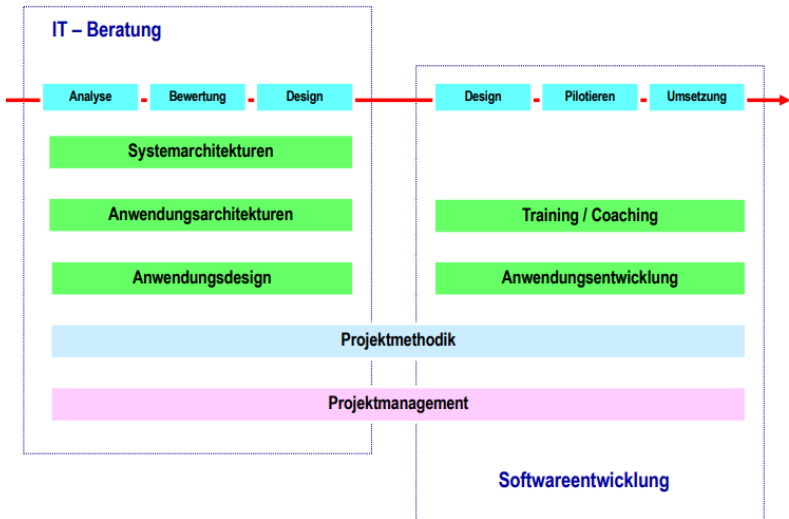 IT – Beratung
Analyse
Bewertung
Design
Design
Pilotieren
Umsetzung
Systemarchitekturen
Anwendungsarchitekturen
Training / Coaching
Anwendungsdesign
Anwendungsentwicklung
Projektmethodik
Projektmanagement
Softwareentwicklung